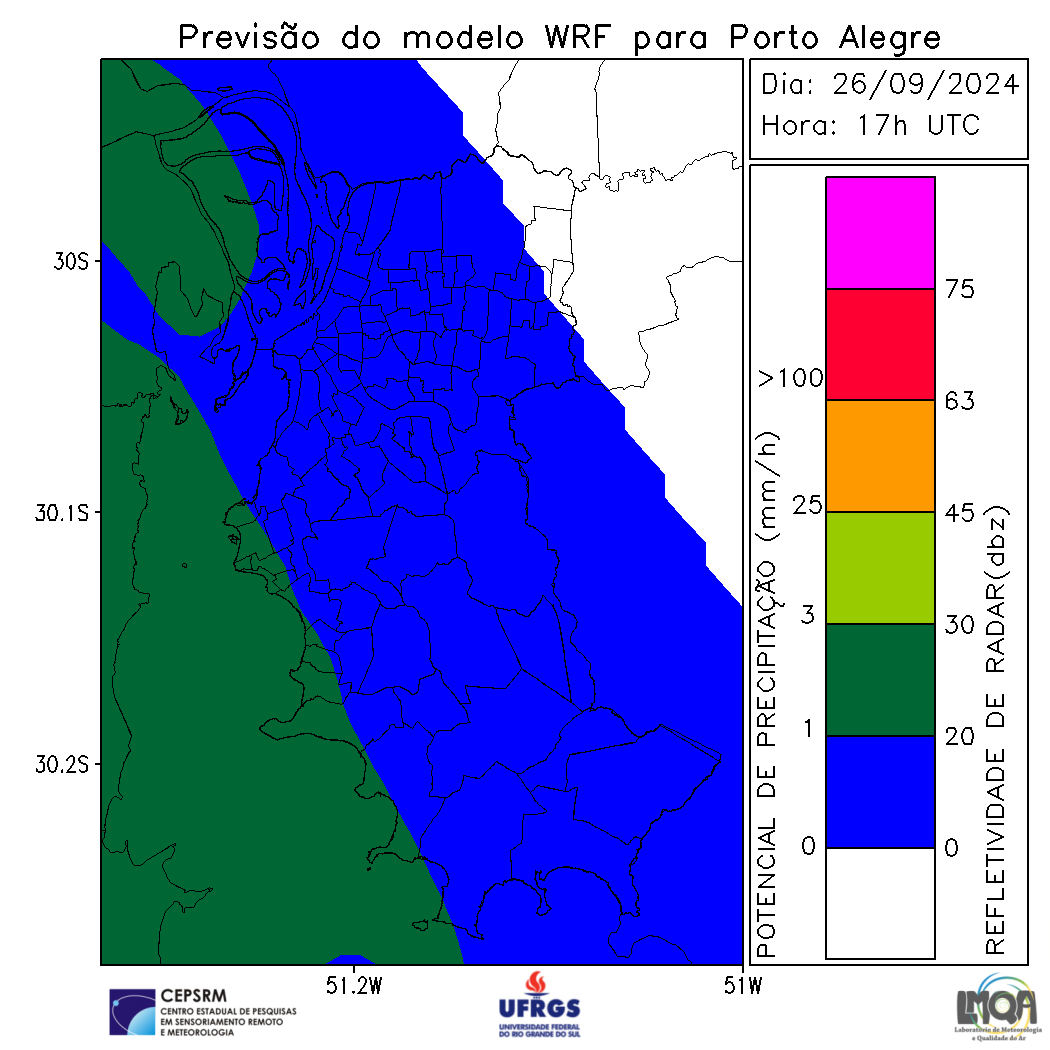 Previsão do modelo WRF para Porto Alegre
Dia: 26/09/2024
Hora: 17h UTC
30S
30.1S
30.2S
51.2W
51W
POTENCIAL DE PRECIPITAÇÃO (mm/h)
>100
25
3
1
0
75
63
45
30
20
0
REFLETIVIDADE DE RADAR(dbz)
CEPSRM
CENTRO ESTADUAL DE PESQUISAS
EM SENSORIAMENTO REMOTO
E METEOROLOGIA
UFRGS
UNIVERSIDADE FEDERAL
DO RIO GRANDE DO SUL
LMQA
Laboratório de Meteorologia
e Qualidade do Ar